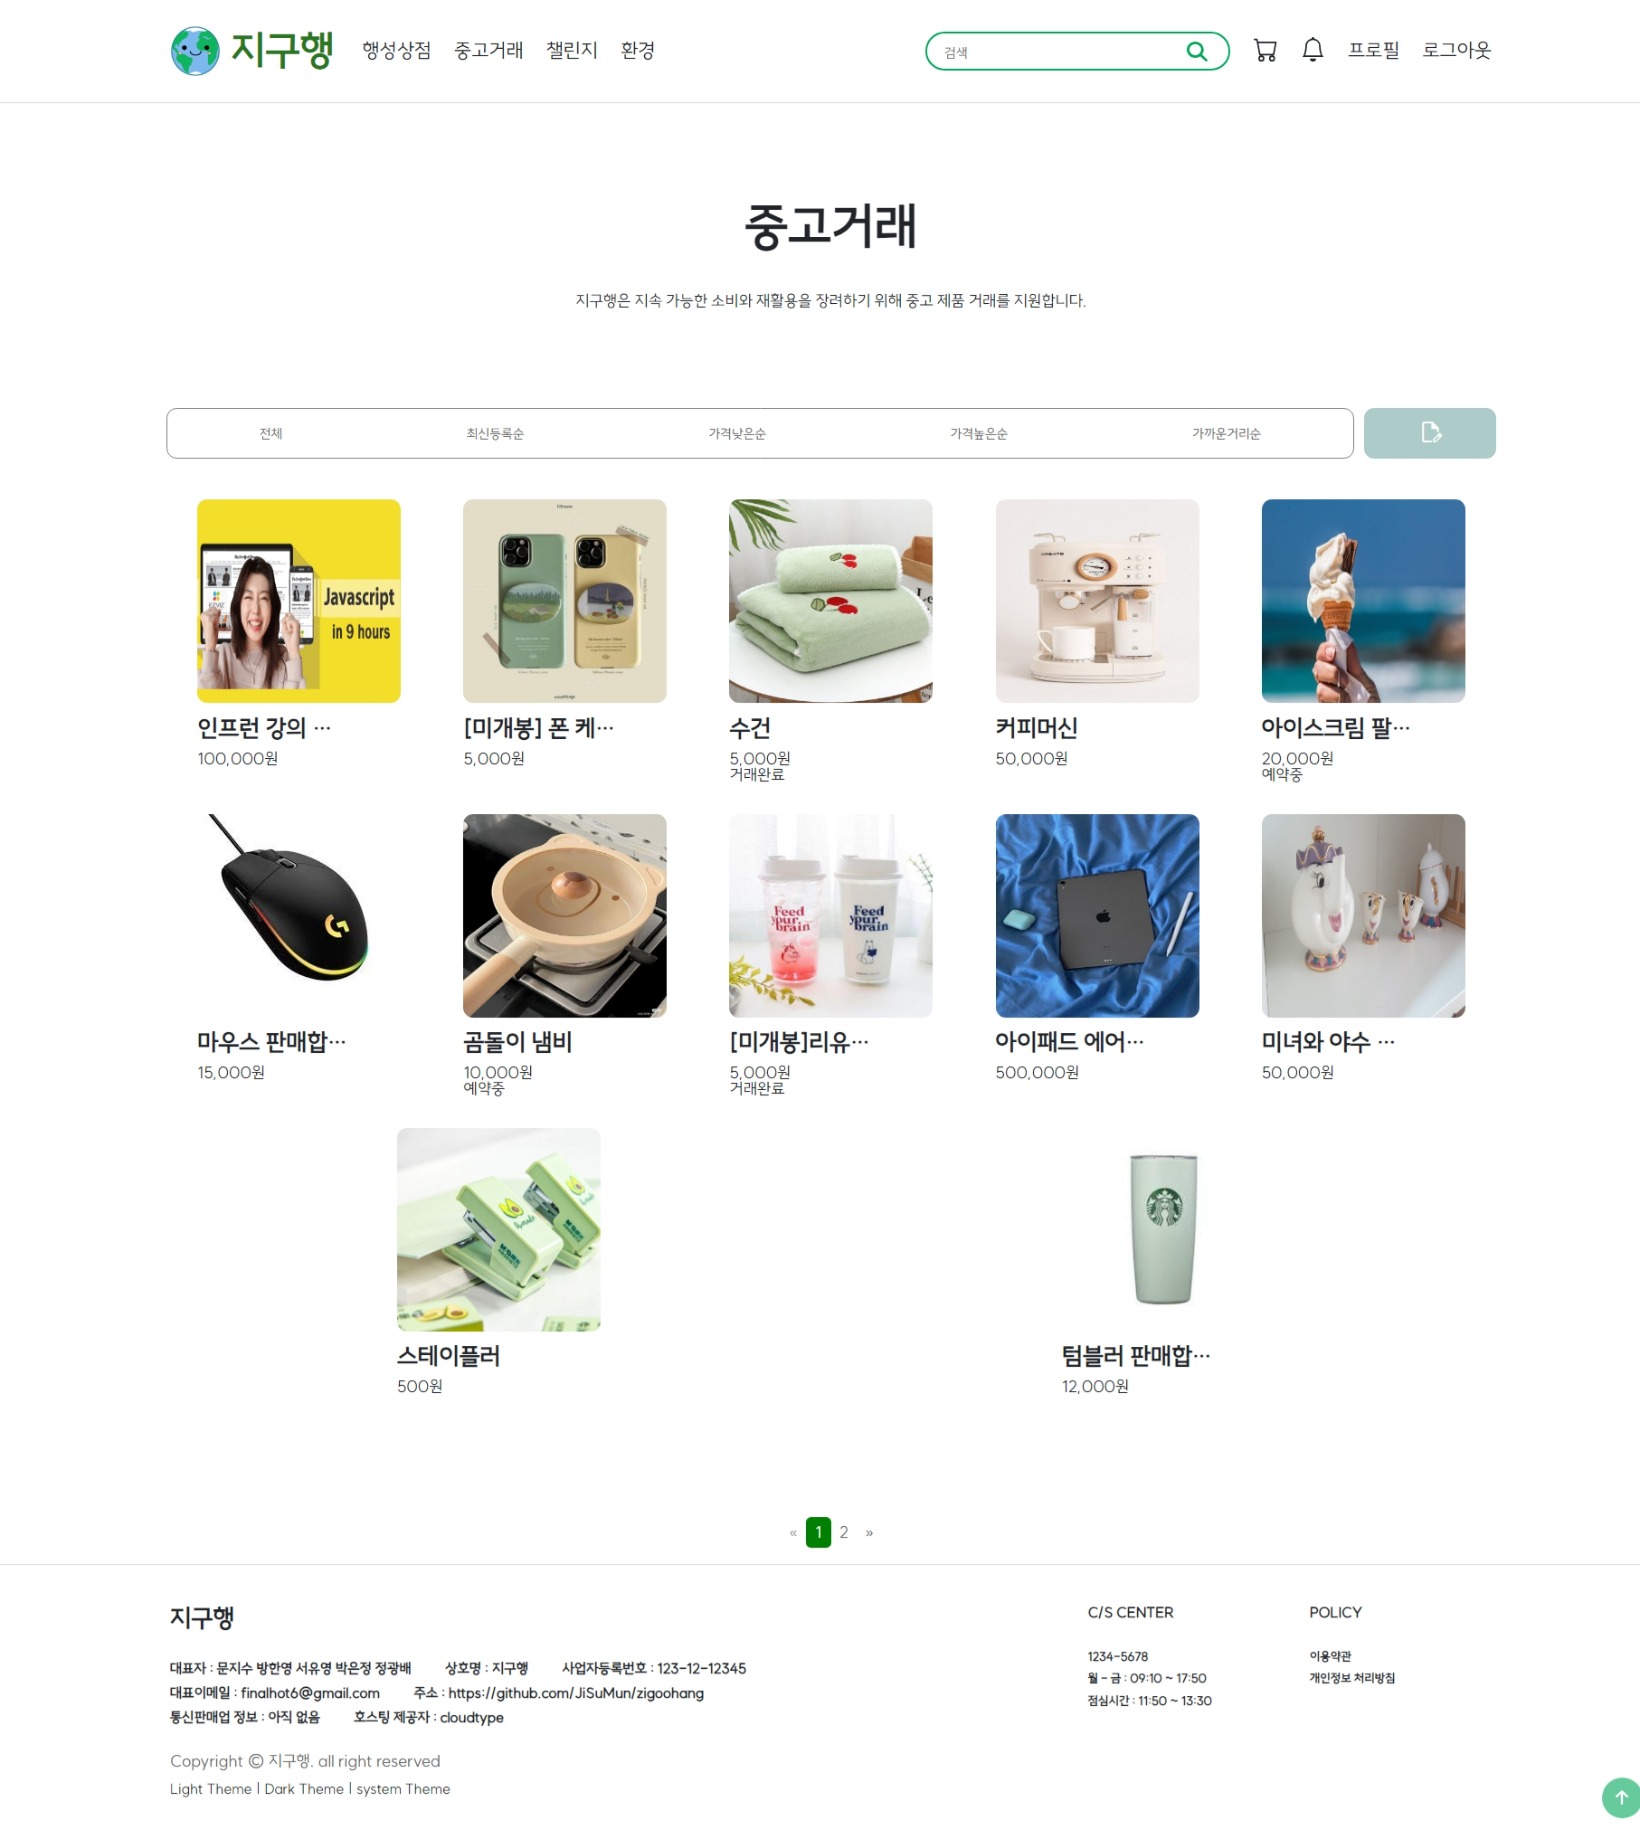 지구행
행성상점 중고거래 챌린지 환경 검색 프로필 로그아웃
중고거래
지구행은 지속 가능한 소비와 재활용을 장려하기 위해 중고 제품 거래를 지원합니다.
전체 최신등록순 가격낮은순 가격높은순 가까운거리순
Javascript
in 9 hours
CREATE
인프런 강의 ···
100,000원
[미개봉] 폰 케···
5,000원
수건
5,000원
거래완료
커피머신
50,000원
아이스크림 팔···
20,000원
예약중
Feed
your
brain
Feed
your
brain
마우스 판매합···
15,000원
곰돌이 냄비
10,000원
예약중
[미개봉]리유···
5,000원
거래완료
아이패드 에어···
500,000원
미녀와 야수 ···
50,000원
스테이플러
500원
텀블러 판매합···
12,000원
« 1 2 »
지구행
대표자 : 문지수 방한영 서유영 박은정 정광배 상호명 : 지구행 사업자등록번호 : 123-12-12345
대표이메일 : finalhot6@gmail.com 주소 : https://github.com/JiSuMun/zigoohang
통신판매업 정보 : 아직 없음 호스팅 제공자 : cloudtype
Copyright © 지구행. all right reserved
Light Theme | Dark Theme | system Theme
C/S CENTER
1234-5678
월 - 금 : 09:10 ~ 17:50
점심시간 : 11:50 ~ 13:30
POLICY
이용약관
개인정보 처리방침